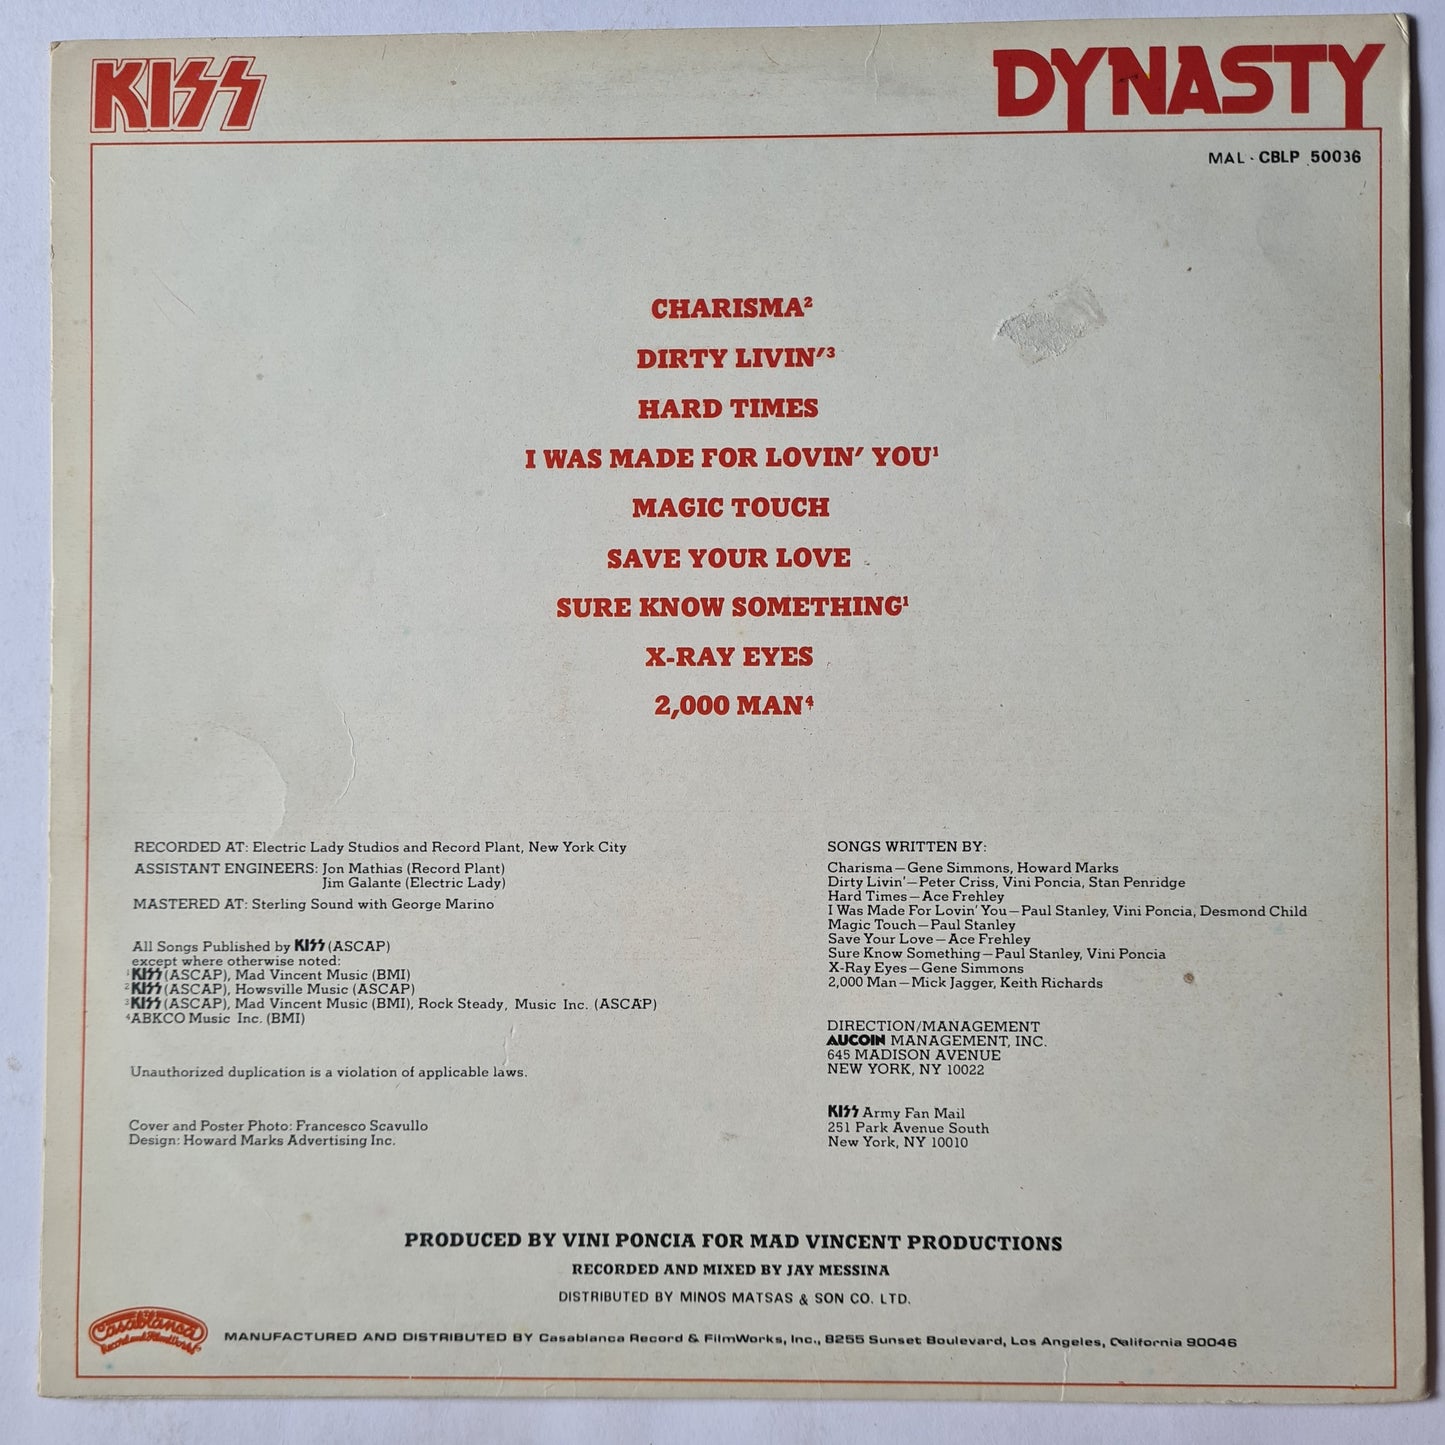 KISS
DYNASTY
MAL · CBLP 50036
CHARISMA²
DIRTY LIVIN'³
HARD TIMES
I WAS MADE FOR LOVIN' YOU¹
MAGIC TOUCH
SAVE YOUR LOVE
SURE KNOW SOMETHING¹
X-RAY EYES
2,000 MAN⁴
RECORDED AT: Electric Lady Studios and Record Plant, New York City
ASSISTANT ENGINEERS: Jon Mathias (Record Plant)
Jim Galante (Electric Lady)
MASTERED AT: Sterling Sound with George Marino
All Songs Published by KISS (ASCAP)
except where otherwise noted:
¹KISS (ASCAP), Mad Vincent Music (BMI)
²KISS (ASCAP), Howsville Music (ASCAP)
³KISS (ASCAP), Mad Vincent Music (BMI), Rock Steady, Music Inc. (ASCAP)
⁴ABKCO Music Inc. (BMI)
Unauthorized duplication is a violation of applicable laws.
Cover and Poster Photo: Francesco Scavullo
Design: Howard Marks Advertising Inc.
SONGS WRITTEN BY:
Charisma—Gene Simmons, Howard Marks
Dirty Livin'—Peter Criss, Vini Poncia, Stan Penridge
Hard Times—Ace Frehley
I Was Made For Lovin' You—Paul Stanley, Vini Poncia, Desmond Child
Magic Touch—Paul Stanley
Save Your Love—Ace Frehley
Sure Know Something—Paul Stanley, Vini Poncia
X-Ray Eyes—Gene Simmons
2,000 Man—Mick Jagger, Keith Richards
DIRECTION/MANAGEMENT
AUCOIN MANAGEMENT, INC.
645 MADISON AVENUE
NEW YORK, NY 10022
KISS Army Fan Mail
251 Park Avenue South
New York, NY 10010
PRODUCED BY VINI PONCIA FOR MAD VINCENT PRODUCTIONS
RECORDED AND MIXED BY JAY MESSINA
DISTRIBUTED BY MINOS MATSAS & SON CO. LTD.
Casablanca
Record and FilmWorks
MANUFACTURED AND DISTRIBUTED BY Casablanca Record & FilmWorks, Inc., 8255 Sunset Boulevard, Los Angeles, California 90046